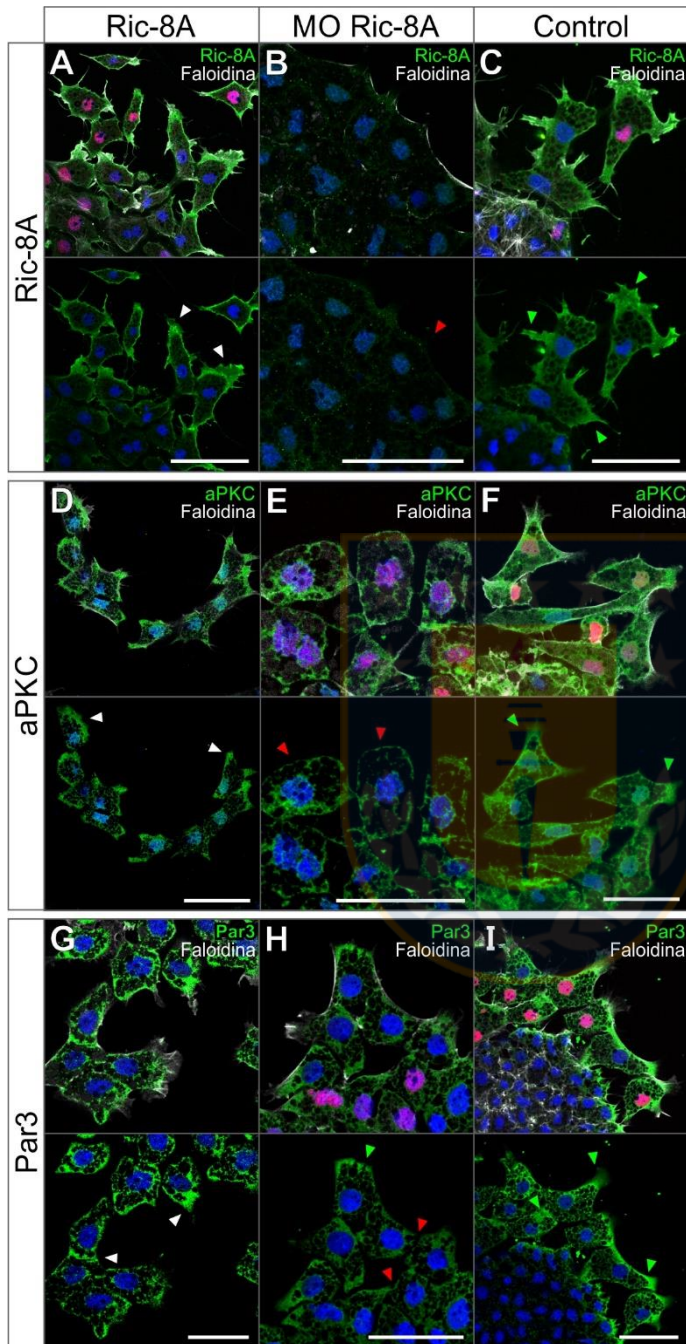 Ric-8A
MO Ric-8A
Control
Ric-8A
A
Ric-8A
Faloidina
B
Ric-8A
Faloidina
C
Ric-8A
Faloidina
aPKC
D
aPKC
Faloidina
E
aPKC
Faloidina
F
aPKC
Faloidina
Par3
G
Par3
Faloidina
H
Par3
Faloidina
I
Par3
Faloidina